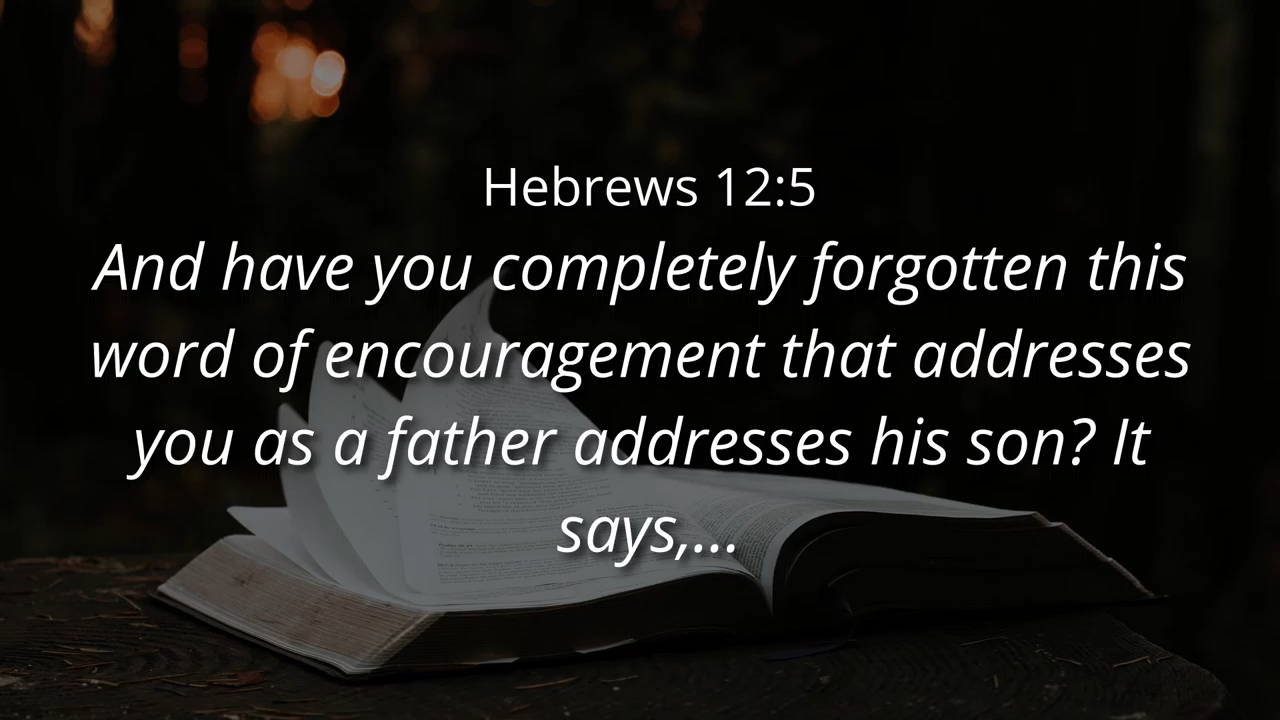 Hebrews 12:5
And have you completely forgotten this
word of encouragement that addresses
you as a father addresses his son? It
says,...